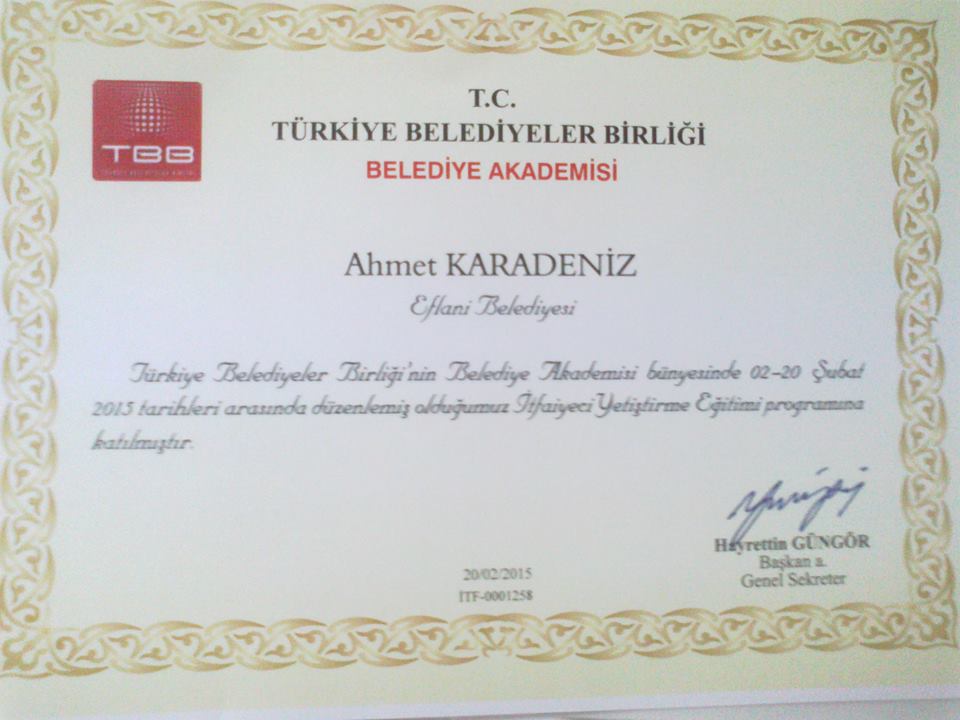 TBB
T.C.
TÜRKİYE BELEDİYELER BİRLİĞİ
BELEDİYE AKADEMİSİ
Ahmet KARADENİZ
Eflani Belediyesi
Türkiye Belediyeler Birliği'nin Belediye Akademisi bünyesinde 02-20 Şubat
2015 tarihleri arasında düzenlemiş olduğumuz İtfaiyeci Yetiştirme Eğitimi programına
katılmıştır.
Hayrettin GÜNGÖR
Başkan a.
Genel Sekreter
20/02/2015
İTF-0001258